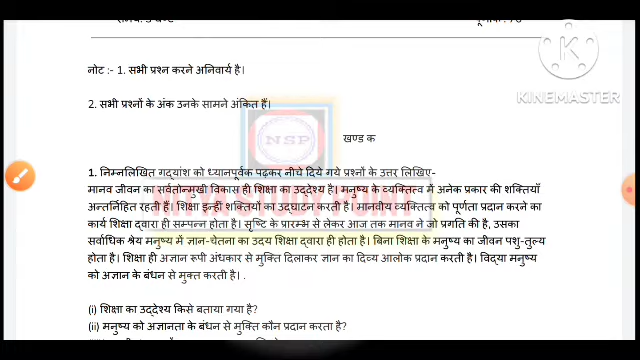 KINEMASTER
नोट :- 1. सभी प्रश्न करने अनिवार्य है।
2. सभी प्रश्नों के अंक उनके सामने अंकित हैं।
NSP
खण्ड क
1. निम्नलिखित गद्यांश को ध्यानपूर्वक पढ़कर नीचे दिये गये प्रश्नों के उत्तर लिखिए-
मानव जीवन का सर्वतोन्मुखी विकास ही शिक्षा का उद्देश्य है। मनुष्य के व्यक्तित्व में अनेक प्रकार की शक्तियाँ
अन्तर्निहित रहती हैं। शिक्षा इन्हीं शक्तियों का उद्घाटन करती है। मानवीय व्यक्तित्व को पूर्णता प्रदान करने का
कार्य शिक्षा द्वारा ही सम्पन्न होता है। सृष्टि के प्रारम्भ से लेकर आज तक मानव ने जो प्रगति की है, उसका
सर्वाधिक श्रेय मनुष्य में ज्ञान-चेतना का उदय शिक्षा द्वारा ही होता है। बिना शिक्षा के मनुष्य का जीवन पशु-तुल्य
होता है। शिक्षा ही अज्ञान रूपी अंधकार से मुक्ति दिलाकर ज्ञान का दिव्य आलोक प्रदान करती है। विद्या मनुष्य
को अज्ञान के बंधन से मुक्त करती है। .
(i) शिक्षा का उद्देश्य किसे बताया गया है?
(ii) मनुष्य को अज्ञानता के बंधन से मुक्ति कौन प्रदान करता है?